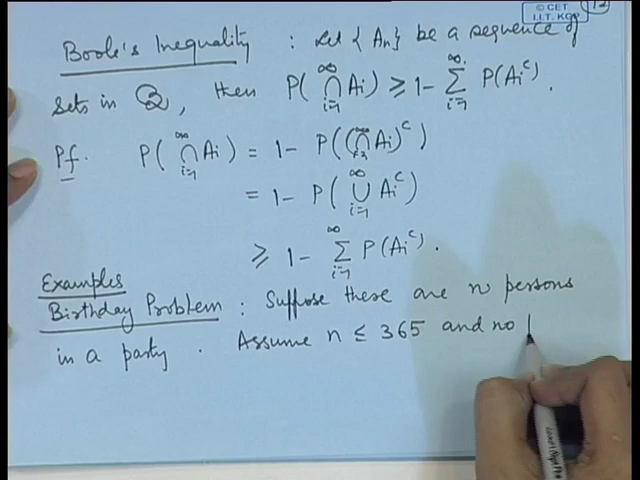 © CET
I.I.T. KGP
12
Boole's Inequality : Let {An} be a sequence of
sets in Q, then P(∩_{i=1}^∞ Ai) ≥ 1 - Σ_{i=1}^∞ P(Ai^c).
Pf. P(∩_{i=1}^∞ Ai) = 1 - P((∩_{i=1}^∞ Ai)^c)
= 1 - P(∪_{i=1}^∞ Ai^c)
≥ 1 - Σ_{i=1}^∞ P(Ai^c).
Examples
Birthday Problem : Suppose there are n persons
in a party. Assume n ≤ 365 and no